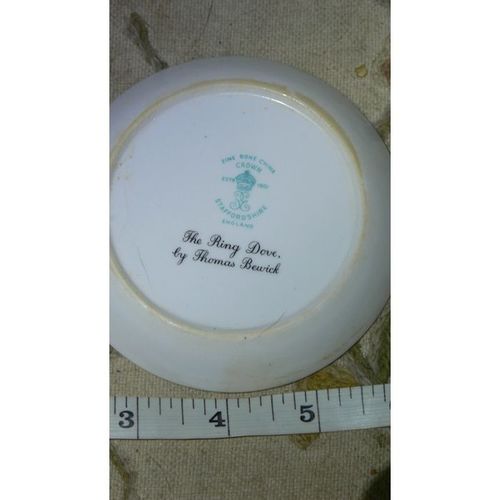 FINE BONE CHINA
CROWN
ESTD 1801
STAFFORDSHIRE
ENGLAND
The Ring Dove,
by Thomas Bewick
3 4 5